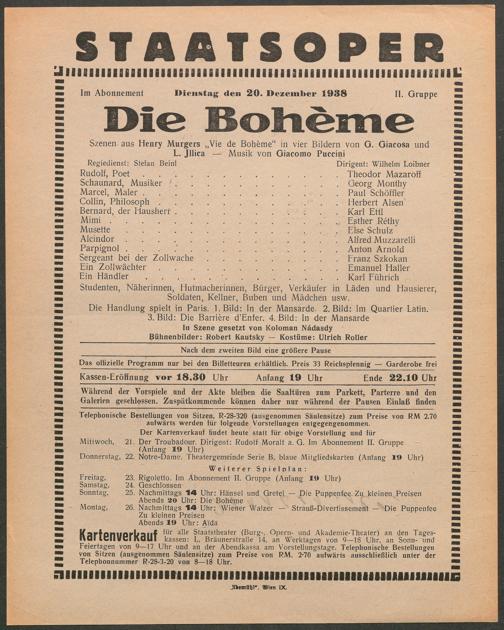 STAATSOPER
Im Abonnement Dienstag den 20. Dezember 1938 II. Gruppe
Die Bohème
Szenen aus Henry Murgers „Vie de Bohème" in vier Bildern von G. Giacosa und
L. Jllica — Musik von Giacomo Puccini
Regiedienst: Stefan Beinl Dirigent: Wilhelm Loibner
Rudolf, Poet Theodor Mazaroff
Schaunard, Musiker Georg Monthy
Marcel, Maler Paul Schöffler
Collin, Philosoph Herbert Alsen
Bernard, der Hausherr Karl Ettl
Mimi Esther Réthy
Musette Else Schulz
Alcindor Alfred Muzzarelli
Parpignol Anton Arnold
Sergeant bei der Zollwache Franz Szkokan
Ein Zollwächter Emanuel Haller
Ein Händler Karl Führich
Studenten, Näherinnen, Hutmacherinnen, Bürger, Verkäufer in Läden und Hausierer,
Soldaten, Kellner, Buben und Mädchen usw.
Die Handlung spielt in Paris. 1. Bild: In der Mansarde. 2. Bild: Im Quartier Latin.
3. Bild: Die Barrière d'Enfer. 4. Bild: In der Mansarde
In Szene gesetzt von Koloman Nádasdy
Bühnenbilder: Robert Kautsky — Kostüme: Ulrich Roller
Nach dem zweiten Bild eine größere Pause
Das offizielle Programm nur bei den Billetteuren erhältlich. Preis 33 Reichspfennig — Garderobe frei
Kassen-Eröffnung vor 18.30 Uhr Anfang 19 Uhr Ende 22.10 Uhr
Während der Vorspiele und der Akte bleiben die Saaltüren zum Parkett, Parterre und den
Galerien geschlossen. Zuspätkommende können daher nur während der Pausen Einlaß finden
Telephonische Bestellungen von Sitzen, R-28-320 (ausgenommen Säulensitze) zum Preise von RM 2.70
aufwärts werden für folgende Vorstellungen entgegengenommen.
Der Kartenverkauf findet heute statt für obige Vorstellung und für
Mittwoch, 21. Der Troubadour. Dirigent: Rudolf Moralt a. G. Im Abonnement II. Gruppe
(Anfang 19 Uhr)
Donnerstag, 22. Notre-Dame. Theatergemeinde Serie B, blaue Mitgliedskarten (Anfang 19 Uhr)
Weiterer Spielplan:
Freitag, 23. Rigoletto. Im Abonnement II. Gruppe (Anfang 19 Uhr)
Samstag, 24. Geschlossen
Sonntag, 25. Nachmittags 14 Uhr: Hänsel und Gretel — Die Puppenfee Zu kleinen Preisen
Abends 20 Uhr: Die Bohème
Montag, 26. Nachmittags 14 Uhr: Wiener Walzer — Strauß-Divertissement — Die Puppenfee
Zu kleinen Preisen
Abends 19 Uhr: Aïda
Kartenverkauf für alle Staatstheater (Burg-, Opern- und Akademie-Theater) an den Tages-
kassen: I., Bräunerstraße 14, an Werktagen von 9—18 Uhr, an Sonn- und
Feiertagen von 9—17 Uhr und an der Abendkassa am Vorstellungstage. Telephonische Bestellungen
von Sitzen (ausgenommen Säulensitze) zum Preise von RM. 2·70 aufwärts ausschließlich unter der
Telephonnummer R-28-3-20 von 8—18 Uhr.
Wien IX.